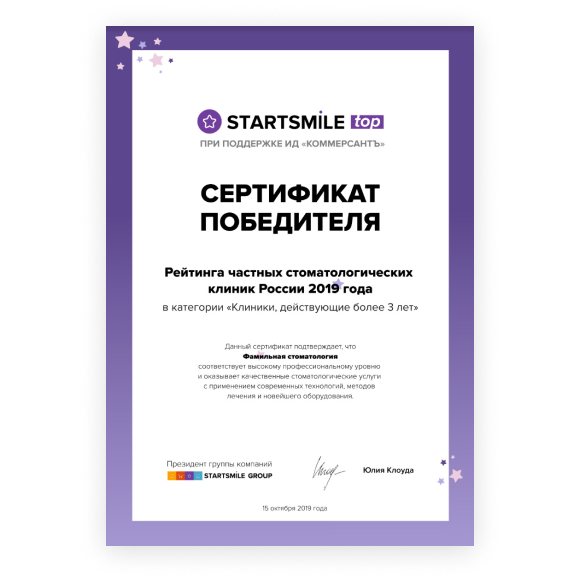 STARTSMILE top
ПРИ ПОДДЕРЖКЕ ИД «КОММЕРСАНТЪ»
СЕРТИФИКАТ
ПОБЕДИТЕЛЯ
Рейтинга частных стоматологических
клиник России 2019 года
в категории «Клиники, действующие более 3 лет»
Данный сертификат подтверждает, что
Фамильная стоматология
соответствует высокому профессиональному уровню
и оказывает качественные стоматологические услуги
с применением современных технологий, методов
лечения и новейшего оборудования.
Президент группы компаний
STARTSMILE GROUP
Юлия Клоуда
15 октября 2019 года